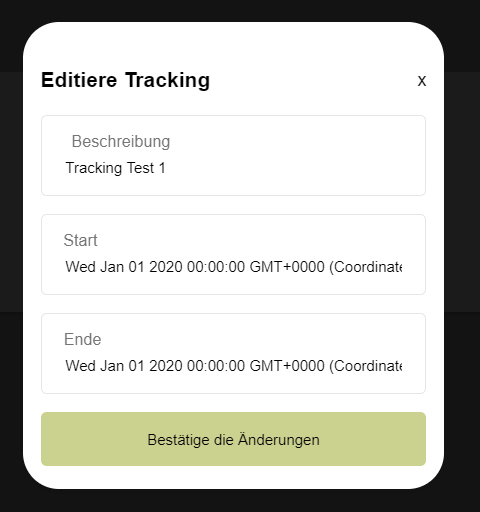 Editiere Tracking
x
Beschreibung
Tracking Test 1
Start
Wed Jan 01 2020 00:00:00 GMT+0000 (Coordinate
Ende
Wed Jan 01 2020 00:00:00 GMT+0000 (Coordinate
Bestätige die Änderungen